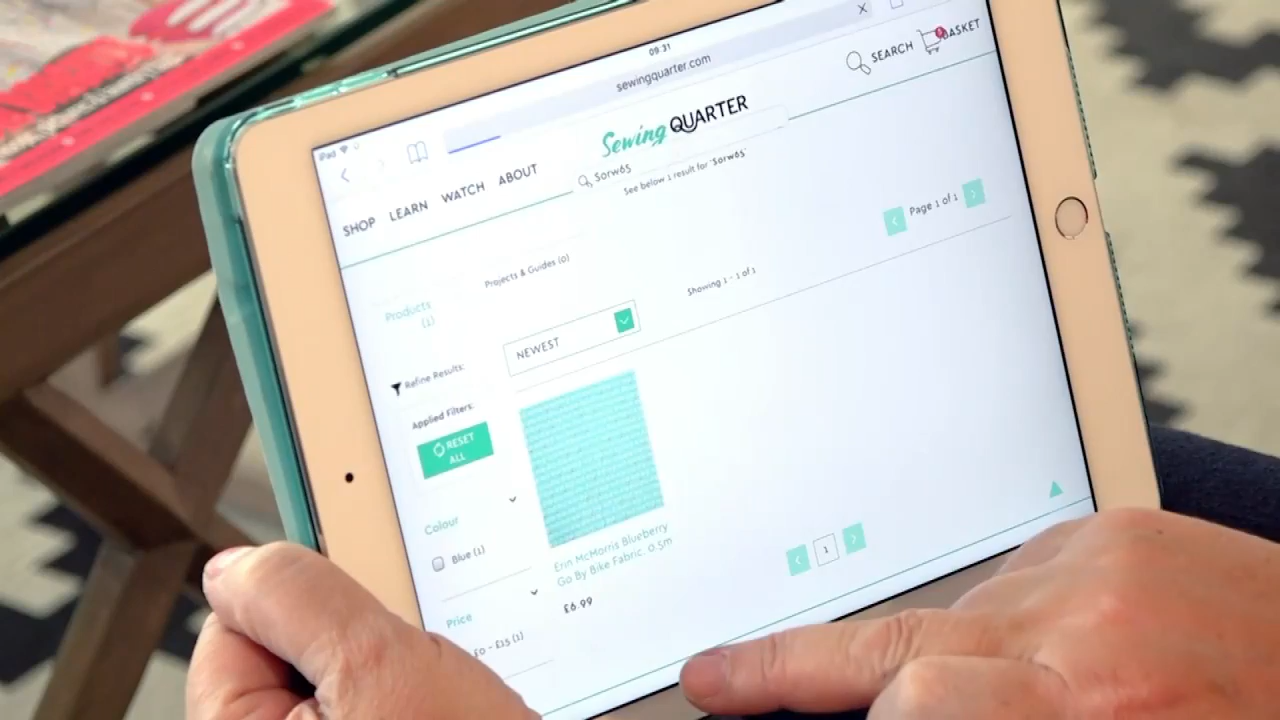 iPad
09:31
sewingquarter.com
SEARCH
BASKET
Sewing QUARTER
SHOP LEARN WATCH ABOUT
Sorw65
See below 1 result for 'Sorw65'
Page 1 of 1
Projects & Guides (0)
Products
(1)
Showing 1 - 1 of 1
NEWEST
Refine Results:
Applied Filters:
RESET
ALL
Colour
Blue (1)
Erin McMorris Blueberry
Go By Bike Fabric. 0.5m
£6.99
1
Price
£0 - £15 (1)